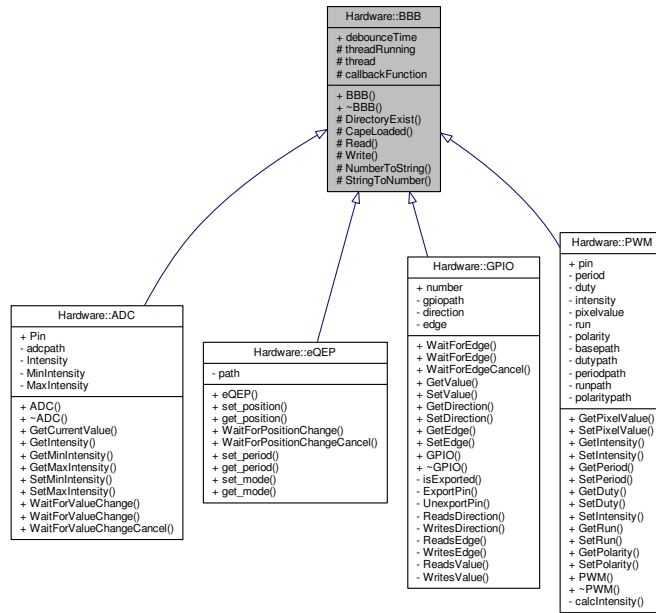 Hardware::BBB
+ debounceTime
# threadRunning
# thread
# callbackFunction
+ BBB()
+ ~BBB()
# DirectoryExist()
# CapeLoaded()
# Read()
# Write()
# NumberToString()
# StringToNumber()
Hardware::ADC
+ Pin
- adcpath
- Intensity
- MinIntensity
- MaxIntensity
+ ADC()
+ ~ADC()
+ GetCurrentValue()
+ GetIntensity()
+ GetMinIntensity()
+ GetMaxIntensity()
+ SetMinIntensity()
+ SetMaxIntensity()
+ WaitForValueChange()
+ WaitForValueChange()
+ WaitForValueChangeCancel()
Hardware::eQEP
- path
+ eQEP()
+ set_position()
+ get_position()
+ WaitForPositionChange()
+ WaitForPositionChangeCancel()
+ set_period()
+ get_period()
+ set_mode()
+ get_mode()
Hardware::GPIO
+ number
- gpiopath
- direction
- edge
+ WaitForEdge()
+ WaitForEdge()
+ WaitForEdgeCancel()
+ GetValue()
+ SetValue()
+ GetDirection()
+ SetDirection()
+ GetEdge()
+ SetEdge()
+ GPIO()
+ ~GPIO()
- isExported()
- ExportPin()
- UnexportPin()
- ReadsDirection()
- WritesDirection()
- ReadsEdge()
- WritesEdge()
- ReadsValue()
- WritesValue()
Hardware::PWM
+ pin
- period
- duty
- intensity
- pixelvalue
- run
- polarity
- basepath
- dutypath
- periodpath
- runpath
- polaritypath
+ GetPixelValue()
+ SetPixelValue()
+ GetIntensity()
+ SetIntensity()
+ GetPeriod()
+ SetPeriod()
+ GetDuty()
+ SetDuty()
+ SetIntensity()
+ GetRun()
+ SetRun()
+ GetPolarity()
+ SetPolarity()
+ PWM()
+ ~PWM()
- calcIntensity()